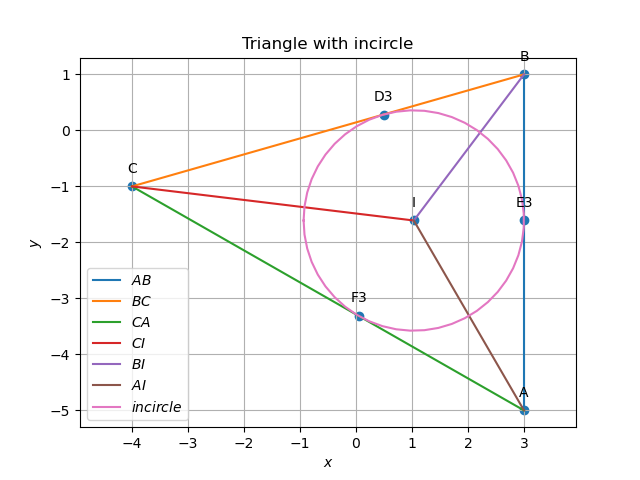 Triangle with incircle
B
D3
C
I
E3
F3
A
AB
BC
CA
CI
BI
AI
incircle
1
0
−1
−2
−3
−4
−5
y
−4 −3 −2 −1 0 1 2 3
x